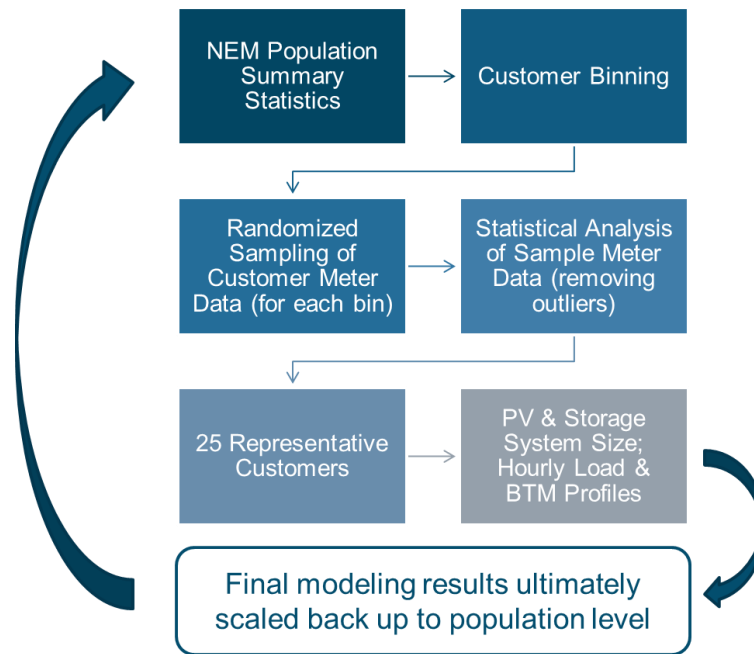 NEM Population
Summary
Statistics
Customer Binning
Randomized
Sampling of
Customer Meter
Data (for each bin)
Statistical Analysis
of Sample Meter
Data (removing
outliers)
25 Representative
Customers
PV & Storage
System Size;
Hourly Load &
BTM Profiles
Final modeling results ultimately
scaled back up to population level